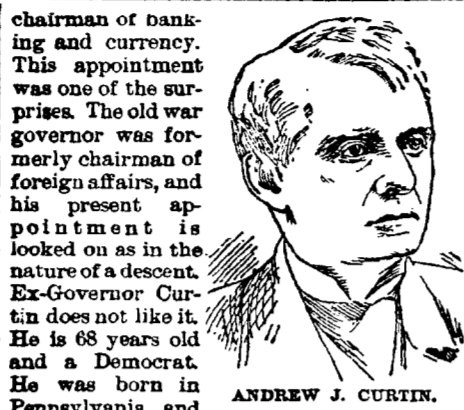 chairman of bank-
ing and currency.
This appointment
was one of the sur-
prises. The old war
governor was for-
merly chairman of
foreign affairs, and
his present ap-
pointment is
looked on as in the
nature of a descent.
Ex-Governor Cur-
tin does not like it.
He is 68 years old
and a Democrat.
He was born in
Pennsylvania and
ANDREW J. CURTIN.